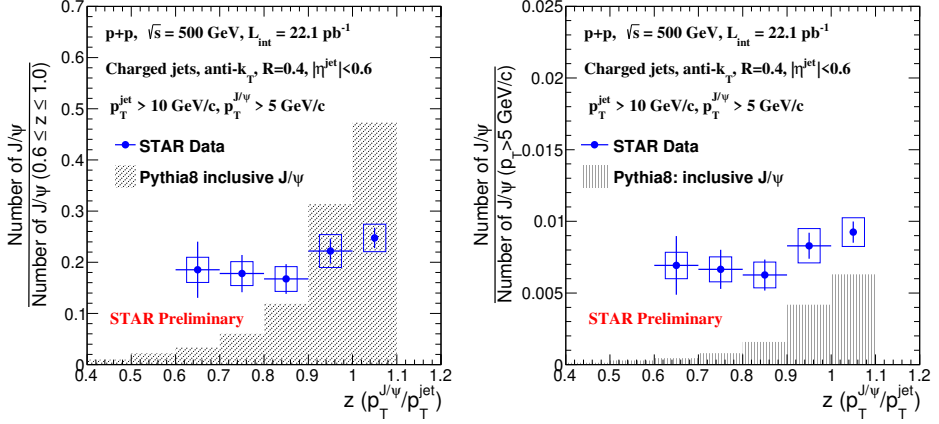 p+p, √s = 500 GeV, L_int = 22.1 pb⁻¹
Charged jets, anti-k_T, R=0.4, |η^jet|<0.6
p_T^jet > 10 GeV/c, p_T^J/ψ > 5 GeV/c
STAR Data
Pythia8 inclusive J/ψ
STAR Preliminary
Number of J/ψ
Number of J/ψ (0.6 ≤ z ≤ 1.0)
0.7
0.6
0.5
0.4
0.3
0.2
0.1
0
0.4 0.5 0.6 0.7 0.8 0.9 1 1.1 1.2
z (p_T^J/ψ/p_T^jet)
p+p, √s = 500 GeV, L_int = 22.1 pb⁻¹
Charged jets, anti-k_T, R=0.4, |η^jet|<0.6
p_T^jet > 10 GeV/c, p_T^J/ψ > 5 GeV/c
STAR Data
Pythia8: inclusive J/ψ
STAR Preliminary
Number of J/ψ
Number of J/ψ (p_T>5 GeV/c)
0.025
0.02
0.015
0.01
0.005
0
0.4 0.5 0.6 0.7 0.8 0.9 1 1.1 1.2
z (p_T^J/ψ/p_T^jet)